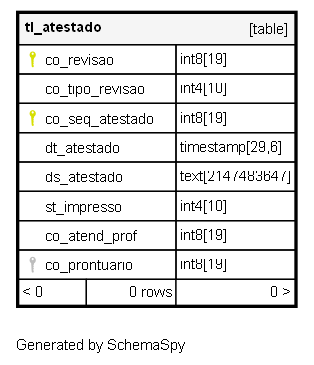 tl_atestado [table]
co_revisao int8[19]
co_tipo_revisao int4[10]
co_seq_atestado int8[19]
dt_atestado timestamp[29,6]
ds_atestado text[2147483647]
st_impresso int4[10]
co_atend_prof int8[19]
co_prontuario int8[19]
< 0 0 rows 0 >
Generated by SchemaSpy